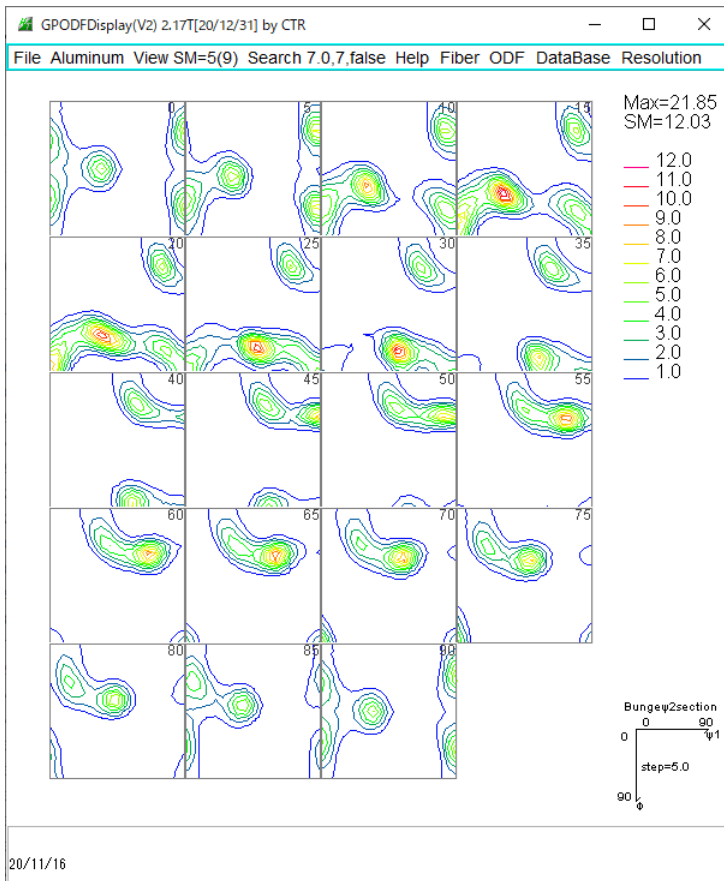 GPODFDisplay(V2) 2.17T[20/12/31] by CTR
File Aluminum View SM=5(9) Search 7.0,7,false Help Fiber ODF DataBase Resolution
0 5 10 15
Max=21.85
SM=12.03
12.0
11.0
10.0
9.0
8.0
7.0
6.0
5.0
4.0
3.0
2.0
1.0
20 25 30 35
40 45 50 55
60 65 70 75
80 85 90
Bungeψ2section
0 90
0 ψ1
step=5.0
90
Φ
20/11/16